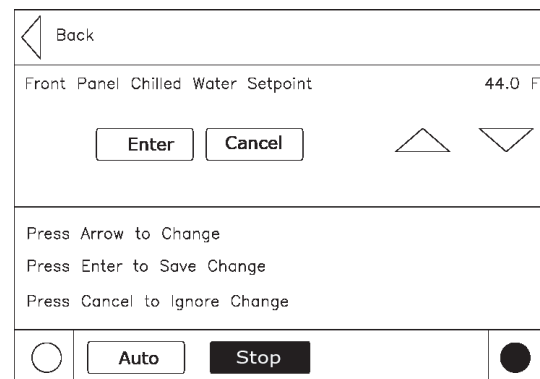 Back
Front Panel Chilled Water Setpoint 44.0 F
Enter Cancel
Press Arrow to Change
Press Enter to Save Change
Press Cancel to Ignore Change
Auto Stop